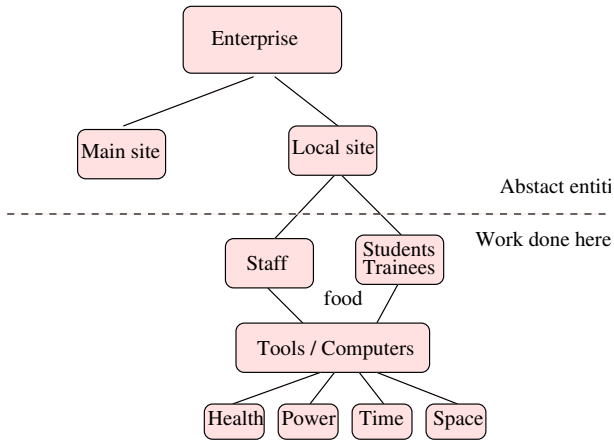 Enterprise
Main site
Local site
Abstact entiti
Work done here
Staff
Students
Trainees
food
Tools / Computers
Health
Power
Time
Space